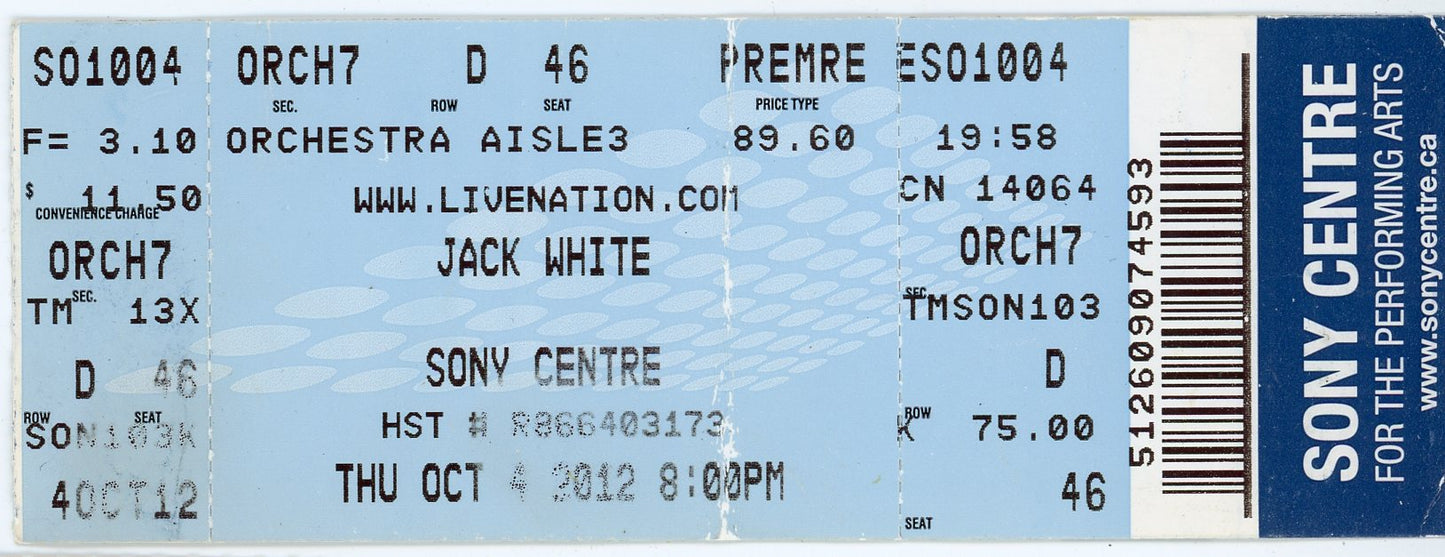 SO1004
F= 3.10
$ 11.50
CONVENIENCE CHARGE
ORCH7
SEC.
TM 13X
D 46
ROW SEAT
SON103K
4OCT12
ORCH7 D 46 PREMRE
SEC. ROW SEAT PRICE TYPE
ORCHESTRA AISLE3 89.60
WWW.LIVENATION.COM
JACK WHITE
SONY CENTRE
HST # R866403173
THU OCT 4 2012 8:00PM
ESO1004
19:58
CN 14064
ORCH7
SEC.
TMSON103
D
ROW
K 75.00
46
SEAT
5126090974593
SONY CENTRE
FOR THE PERFORMING ARTS
www.sonycentre.ca